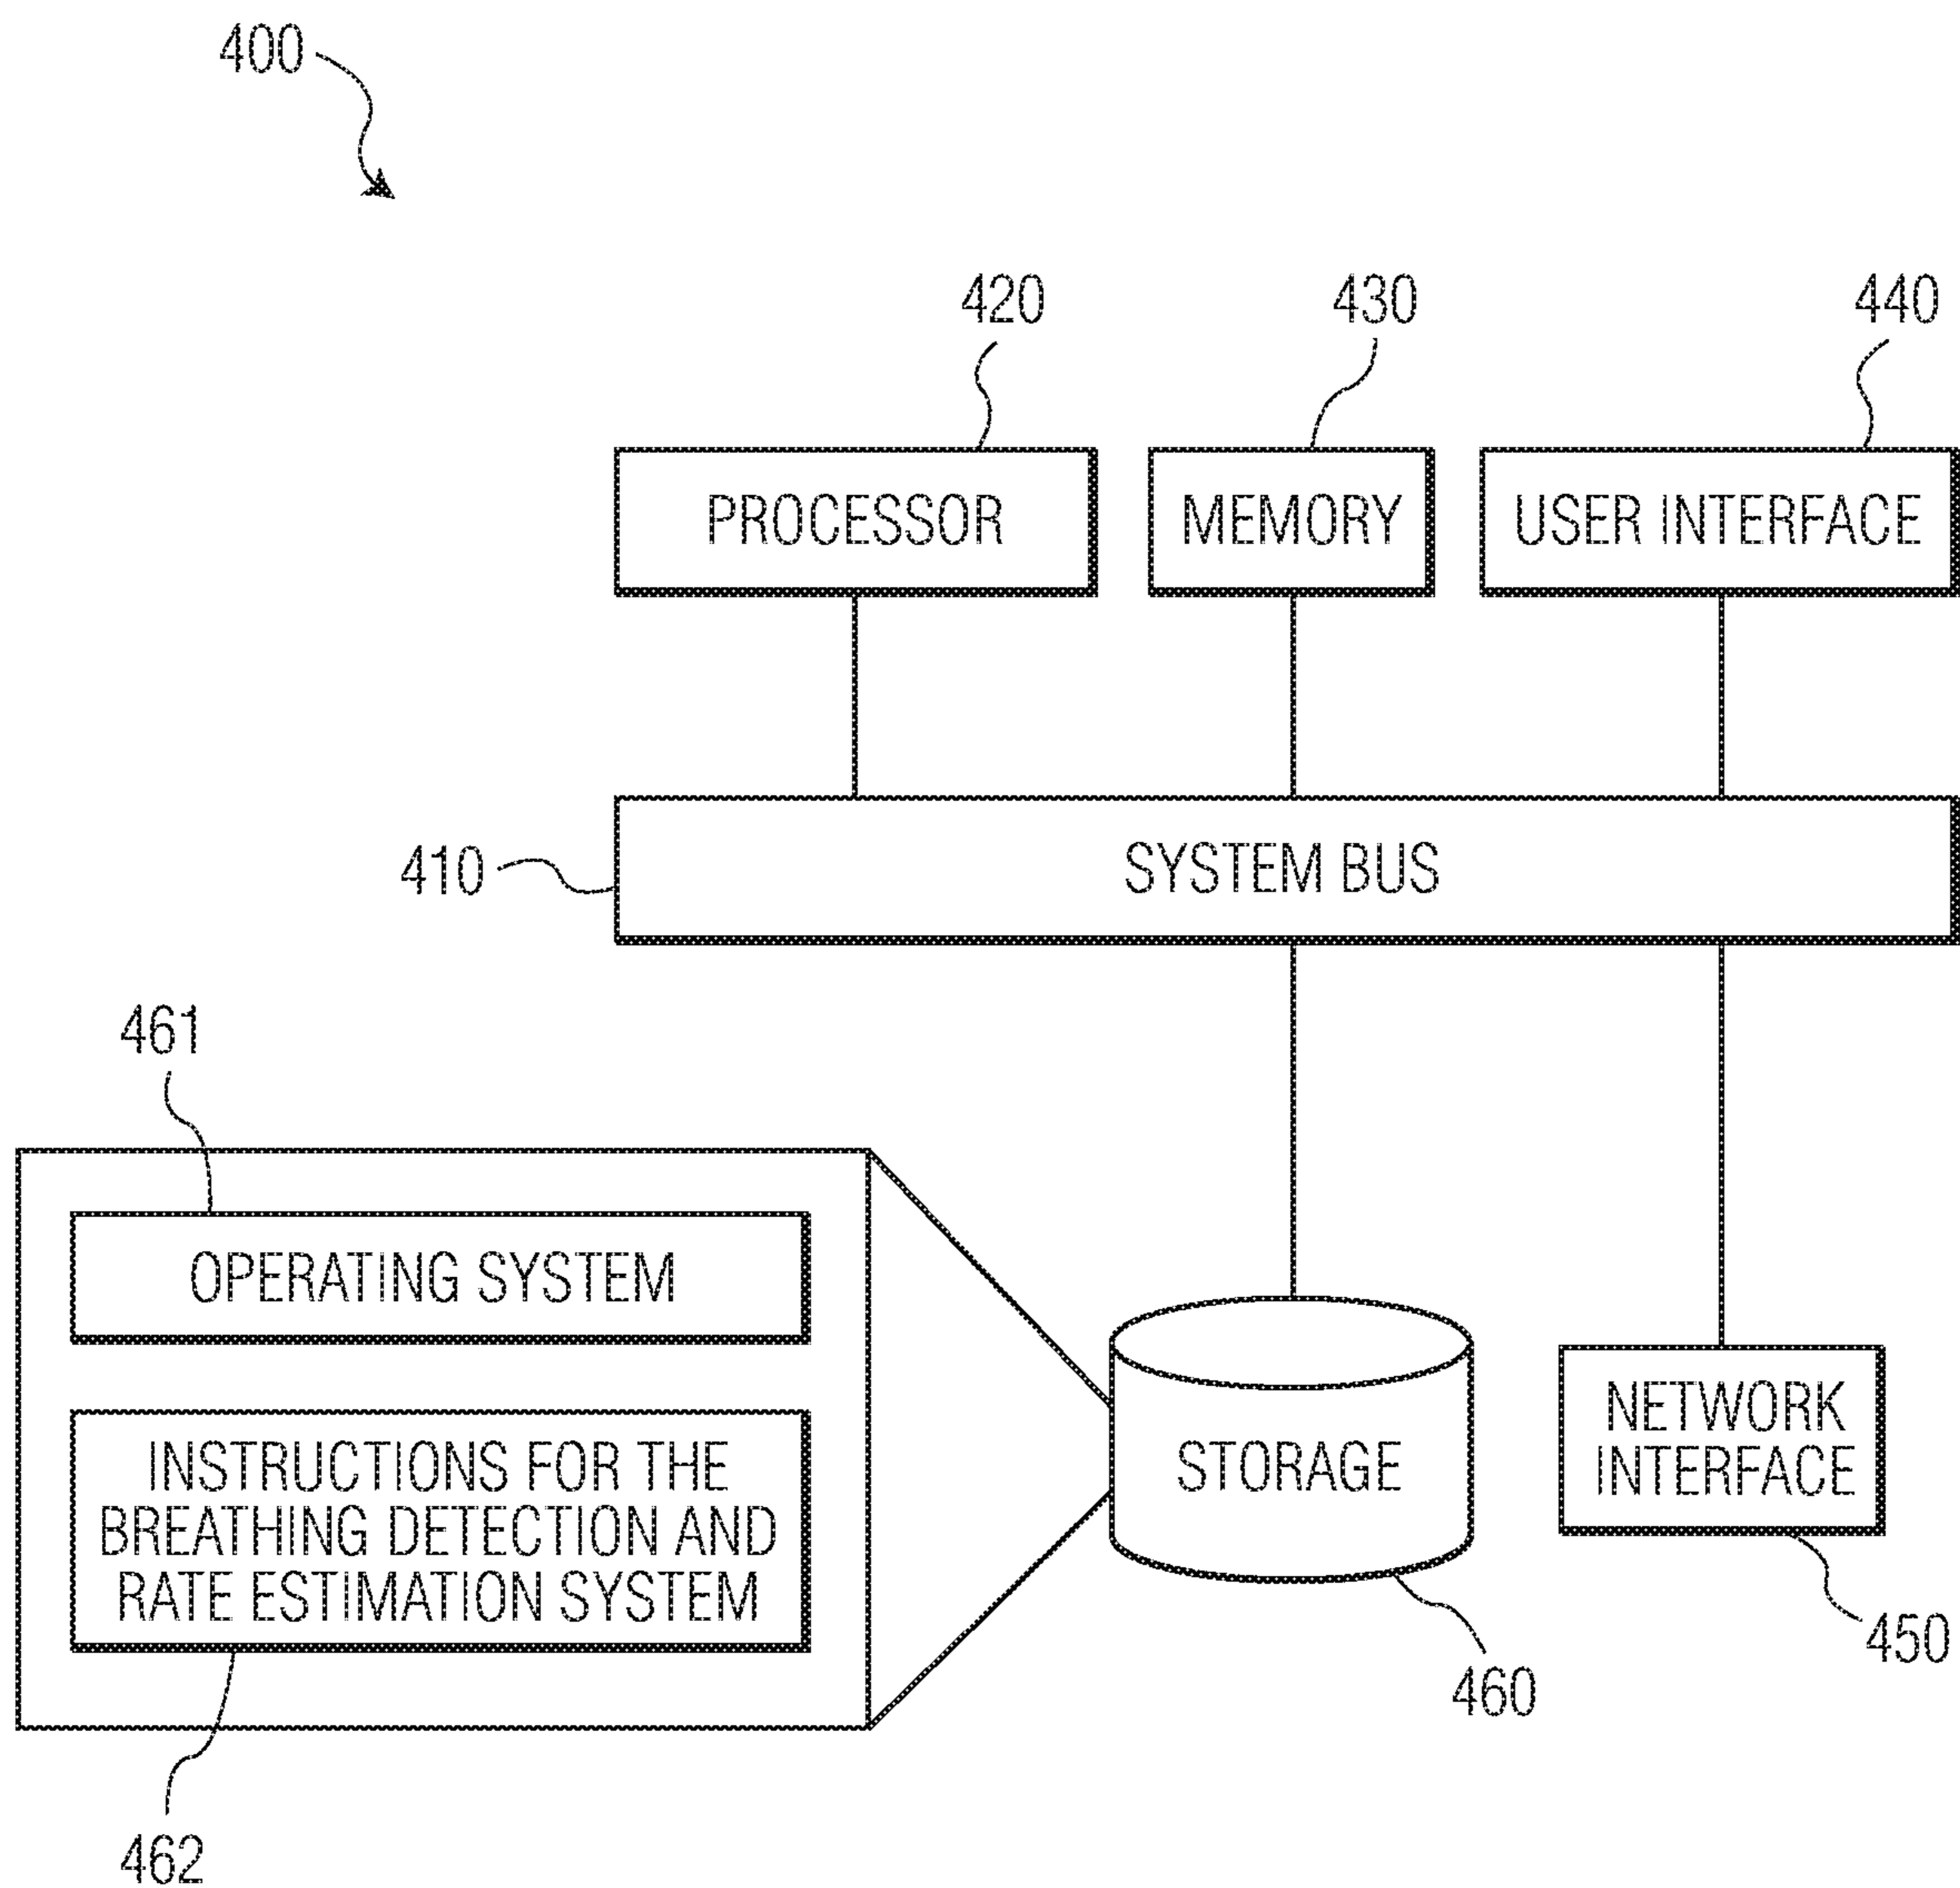 400
420
430
440
PROCESSOR
MEMORY
USER INTERFACE
410
SYSTEM BUS
461
OPERATING SYSTEM
INSTRUCTIONS FOR THE
BREATHING DETECTION AND
RATE ESTIMATION SYSTEM
462
STORAGE
460
NETWORK
INTERFACE
450